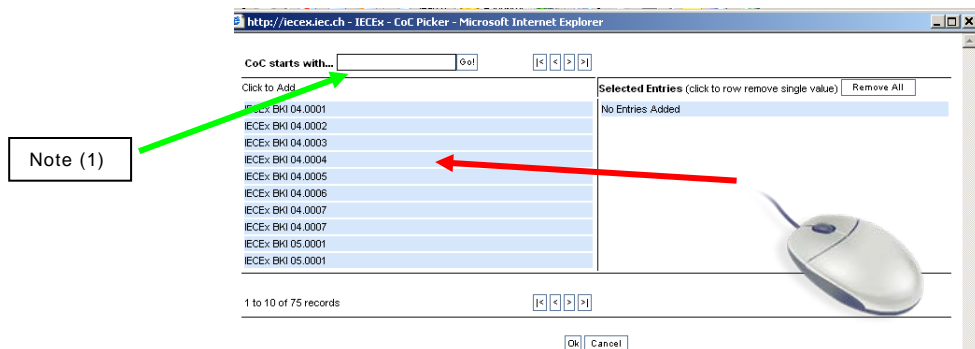 http://iecex.iec.ch - IECEx - CoC Picker - Microsoft Internet Explorer
CoC starts with... Go! |< < > >|
Click to Add
Selected Entries (click to row remove single value) Remove All
IECEx BKI 04.0001
No Entries Added
IECEx BKI 04.0002
IECEx BKI 04.0003
Note (1)
IECEx BKI 04.0004
IECEx BKI 04.0005
IECEx BKI 04.0006
IECEx BKI 04.0007
IECEx BKI 04.0007
IECEx BKI 05.0001
IECEx BKI 05.0001
1 to 10 of 75 records |< < > >|
Ok Cancel